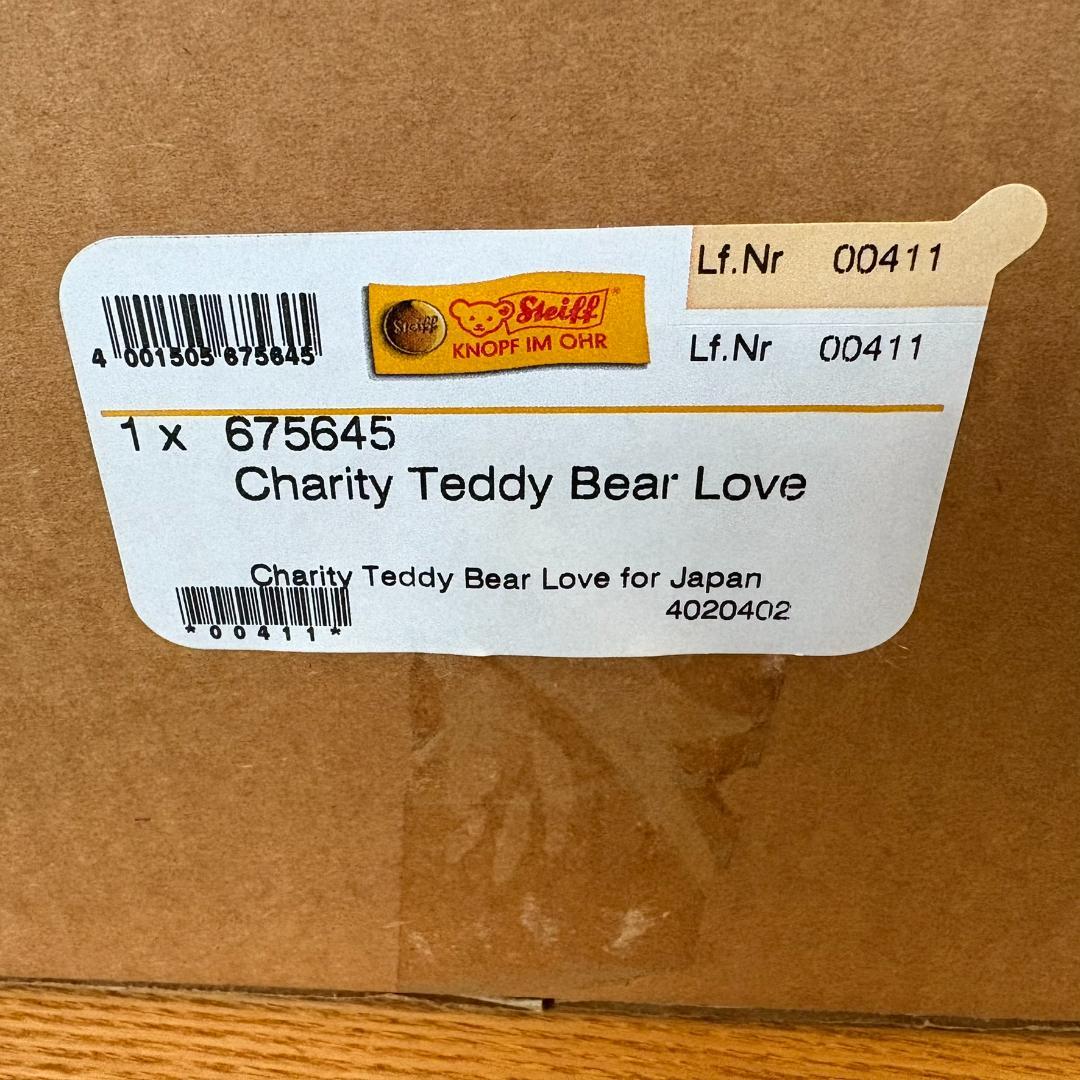 Lf.Nr 00411
Lf.Nr 00411
4 001505 675645
Steiff
Steiff®
KNOPF IM OHR
1 x 675645
Charity Teddy Bear Love
Charity Teddy Bear Love for Japan
4020402
*00411*